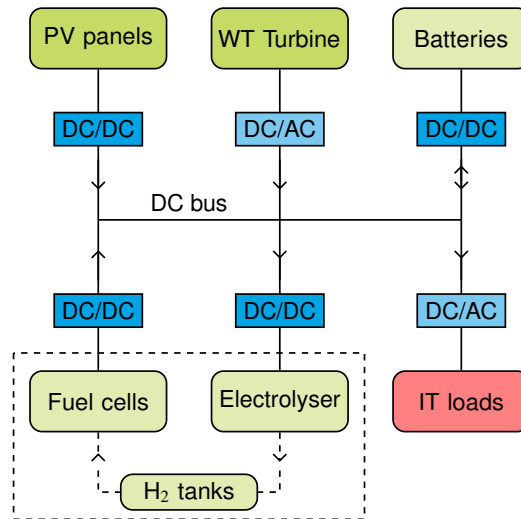 PV panels
WT Turbine
Batteries
DC/DC
DC/AC
DC/DC
DC bus
DC/DC
DC/DC
DC/AC
Fuel cells
Electrolyser
IT loads
H₂ tanks